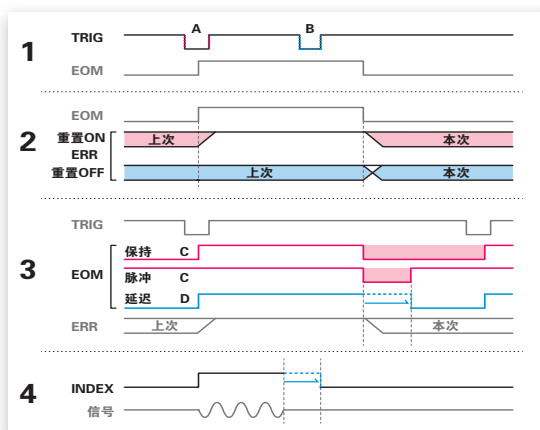 1
A
B
TRIG
EOM
2
EOM
重置ON
上次
本次
ERR
重置OFF
上次
本次
3
TRIG
保持 C
EOM
脉冲 C
延迟 D
ERR
上次
本次
4
INDEX
信号